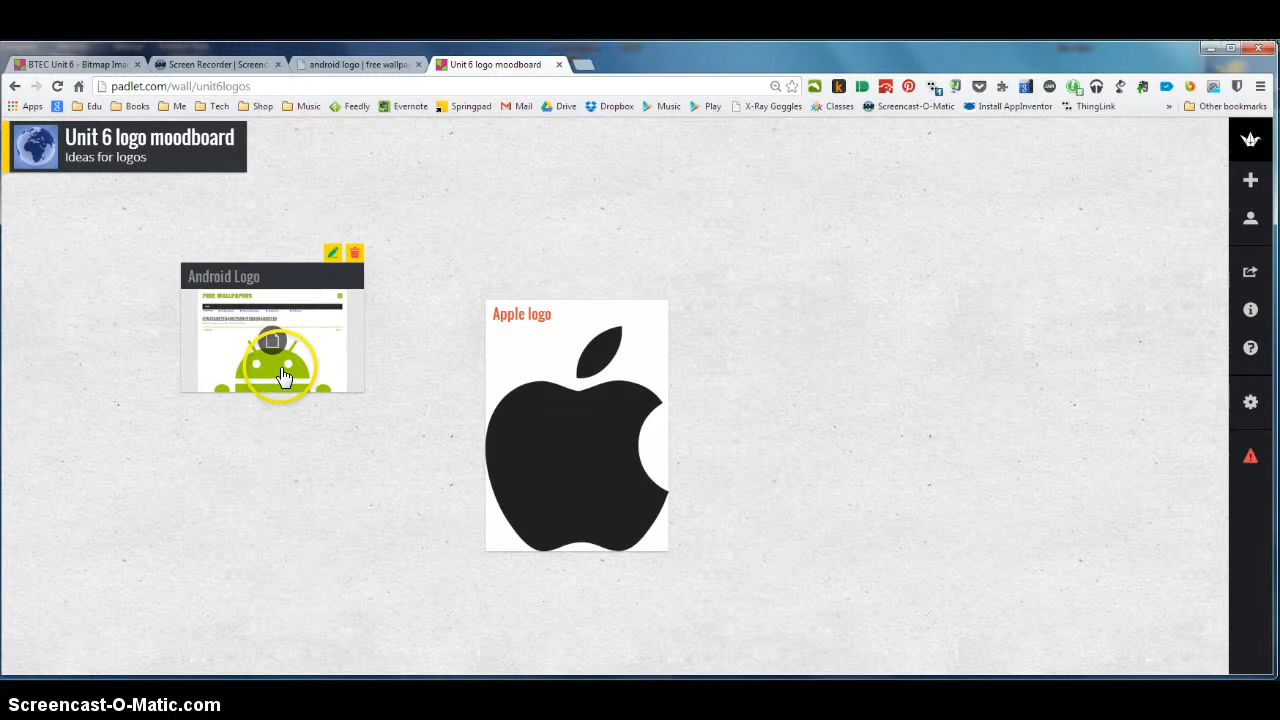 BTEC Unit 6 - Bitmap Ima
Screen Recorder | Screenc
android logo | free wallpa
Unit 6 logo moodboard
padlet.com/wall/unit6logos
Apps
Edu
Books
Me
Tech
Shop
Music
Feedly
Evernote
Springpad
Mail
Drive
Dropbox
Music
Play
X-Ray Goggles
Classes
Screencast-O-Matic
Install AppInventor
ThingLink
»
Other bookmarks
Unit 6 logo moodboard
Ideas for logos
Android Logo
FREE WALLPAPERS
Apple logo
Screencast-O-Matic.com